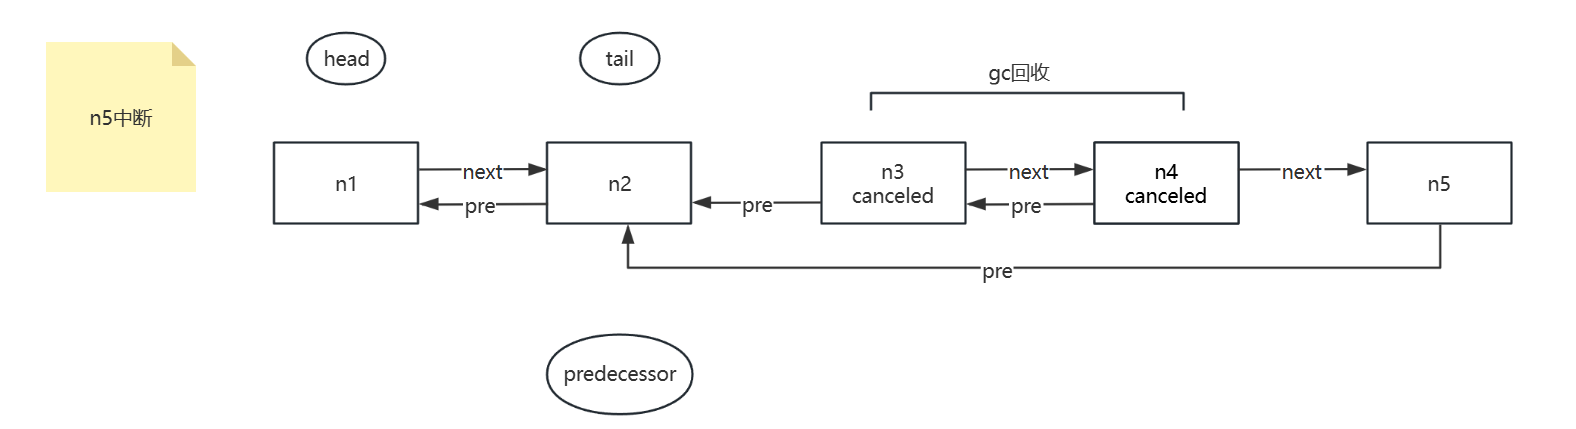 head
tail
gc回收
n5中断
n1
next
pre
n2
pre
n3
canceled
next
pre
n4
canceled
next
n5
pre
predecessor